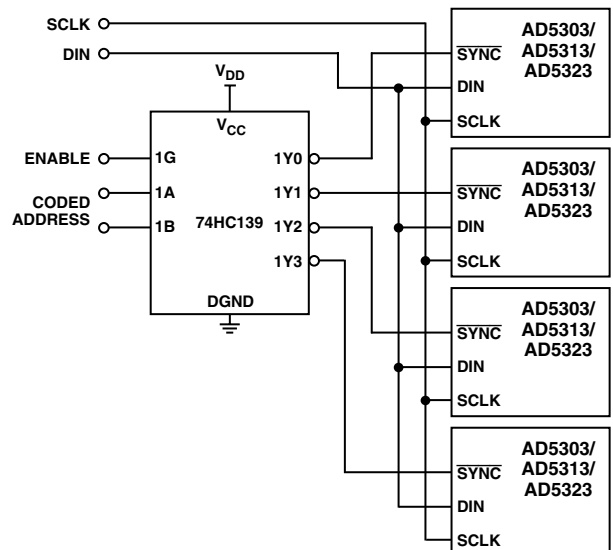 SCLK
DIN
VDD
VCC
ENABLE
CODED
ADDRESS
1G
1A
1B
74HC139
1Y0
1Y1
1Y2
1Y3
DGND
AD5303/
AD5313/
AD5323
SYNC
DIN
SCLK
AD5303/
AD5313/
AD5323
SYNC
DIN
SCLK
AD5303/
AD5313/
AD5323
SYNC
DIN
SCLK
AD5303/
AD5313/
AD5323
SYNC
DIN
SCLK